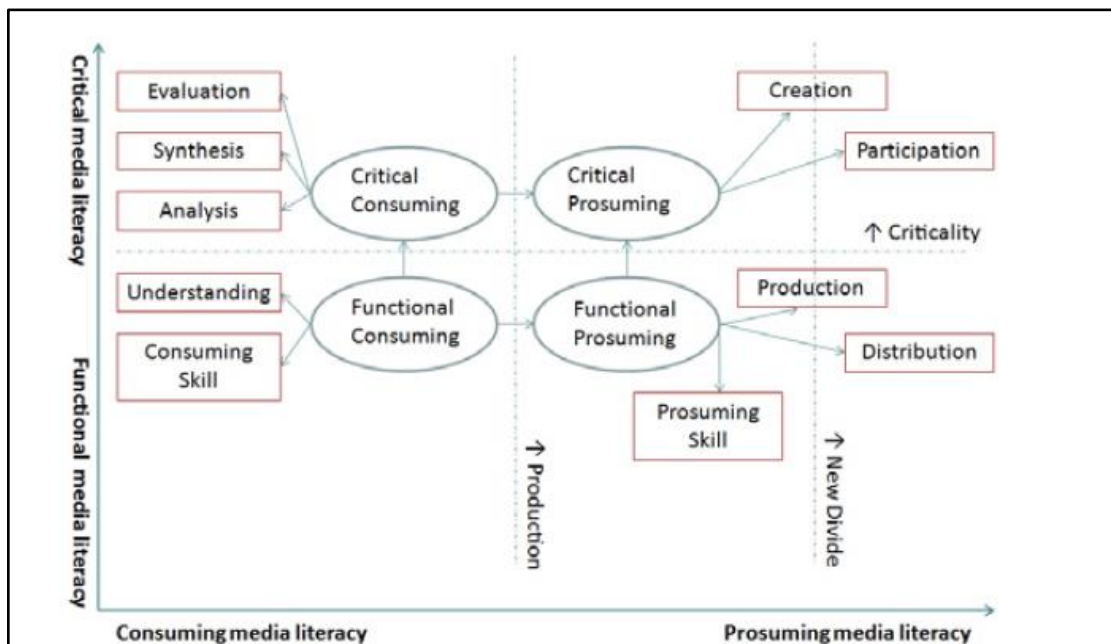 Critical media literacy
Functional media literacy
Evaluation
Synthesis
Analysis
Critical
Consuming
Critical
Prosuming
Creation
Participation
↑ Criticality
Understanding
Consuming
Skill
Functional
Consuming
Functional
Prosuming
Production
Distribution
Prosuming
Skill
↑ Production
↑ New Divide
Consuming media literacy
Prosuming media literacy